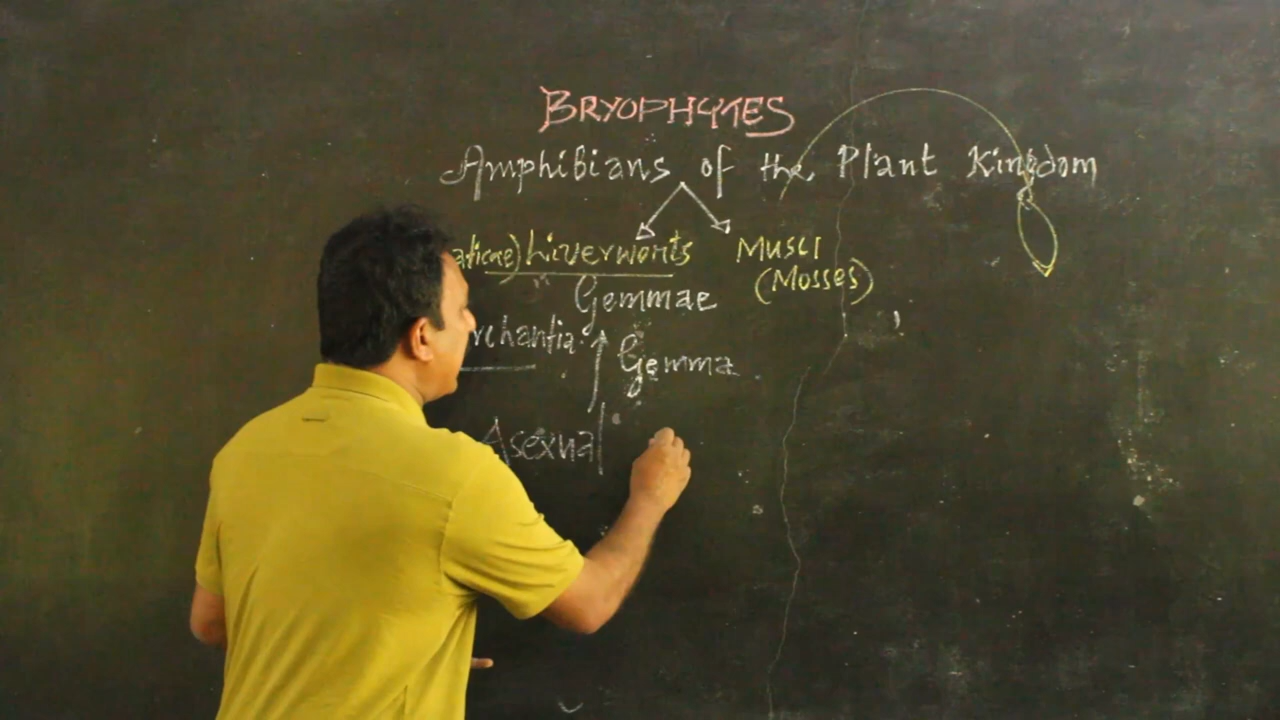 BRYOPHYTES
Amphibians of the Plant Kingdom
aticae) Liverworts
Musci
(Mosses)
Gemmae
rchantia.
Gemma
Asexual